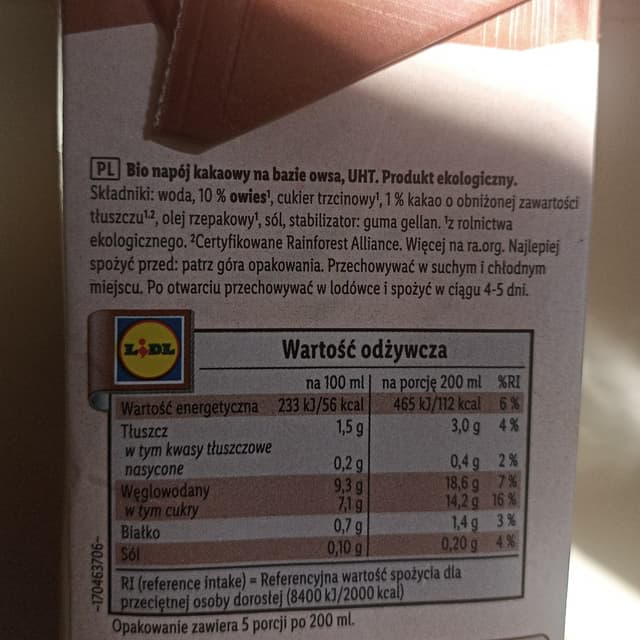 PL Bio napój kakaowy na bazie owsa, UHT. Produkt ekologiczny.
Składniki: woda, 10 % owies¹, cukier trzcinowy¹, 1 % kakao o obniżonej zawartości
tłuszczu¹·², olej rzepakowy¹, sól, stabilizator: guma gellan. ¹z rolnictwa
ekologicznego. ²Certyfikowane Rainforest Alliance. Więcej na ra.org. Najlepiej
spożyć przed: patrz góra opakowania. Przechowywać w suchym i chłodnym
miejscu. Po otwarciu przechowywać w lodówce i spożyć w ciągu 4-5 dni.
LIDL
Wartość odżywcza
na 100 ml na porcję 200 ml %RI
Wartość energetyczna 233 kJ/56 kcal 465 kJ/112 kcal 6 %
Tłuszcz 1,5 g 3,0 g 4 %
w tym kwasy tłuszczowe
nasycone 0,2 g 0,4 g 2 %
Węglowodany 9,3 g 18,6 g 7 %
w tym cukry 7,1 g 14,2 g 16 %
Białko 0,7 g 1,4 g 3 %
Sól 0,10 g 0,20 g 4 %
RI (reference intake) = Referencyjna wartość spożycia dla
przeciętnej osoby dorosłej (8400 kJ/2000 kcal)
Opakowanie zawiera 5 porcji po 200 ml.
-170463706-